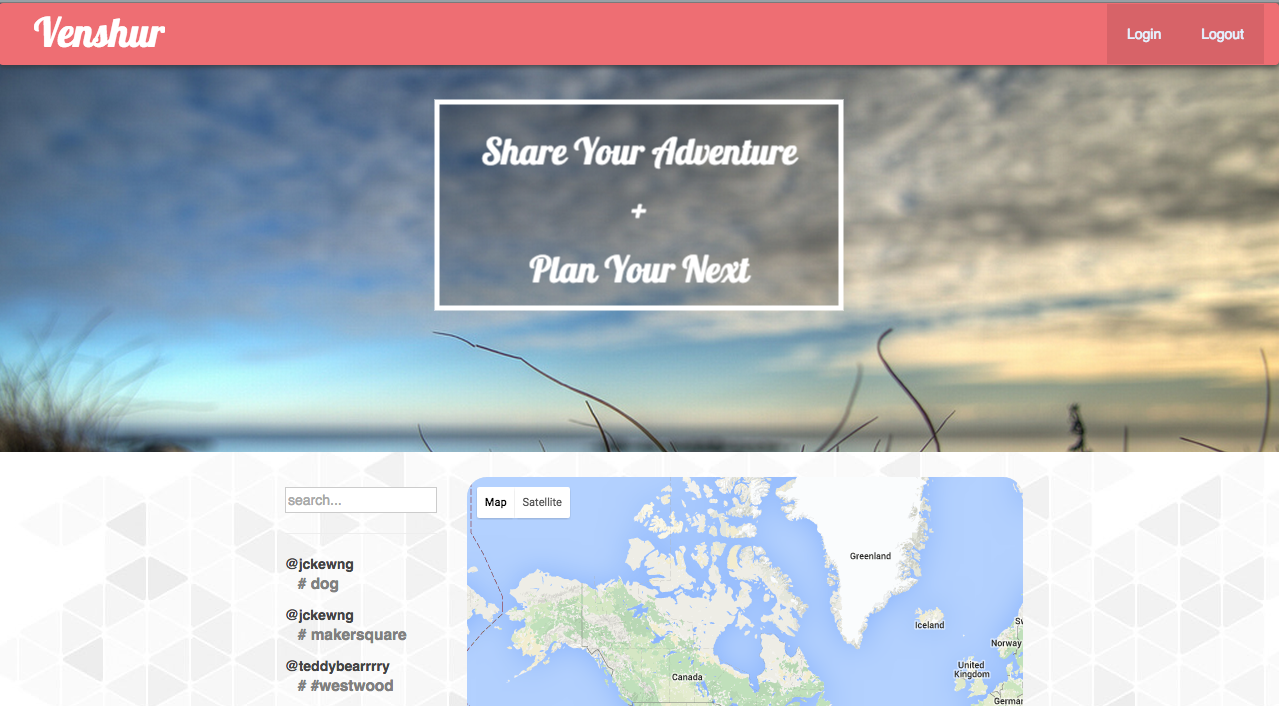 Venshur
Login
Logout
Share Your Adventure
+
Plan Your Next
search...
@jckewng
# dog
@jckewng
# makersquare
@teddybearrrry
# #westwood
Map
Satellite
Greenland
Iceland
Norway
United
Kingdom
Canada